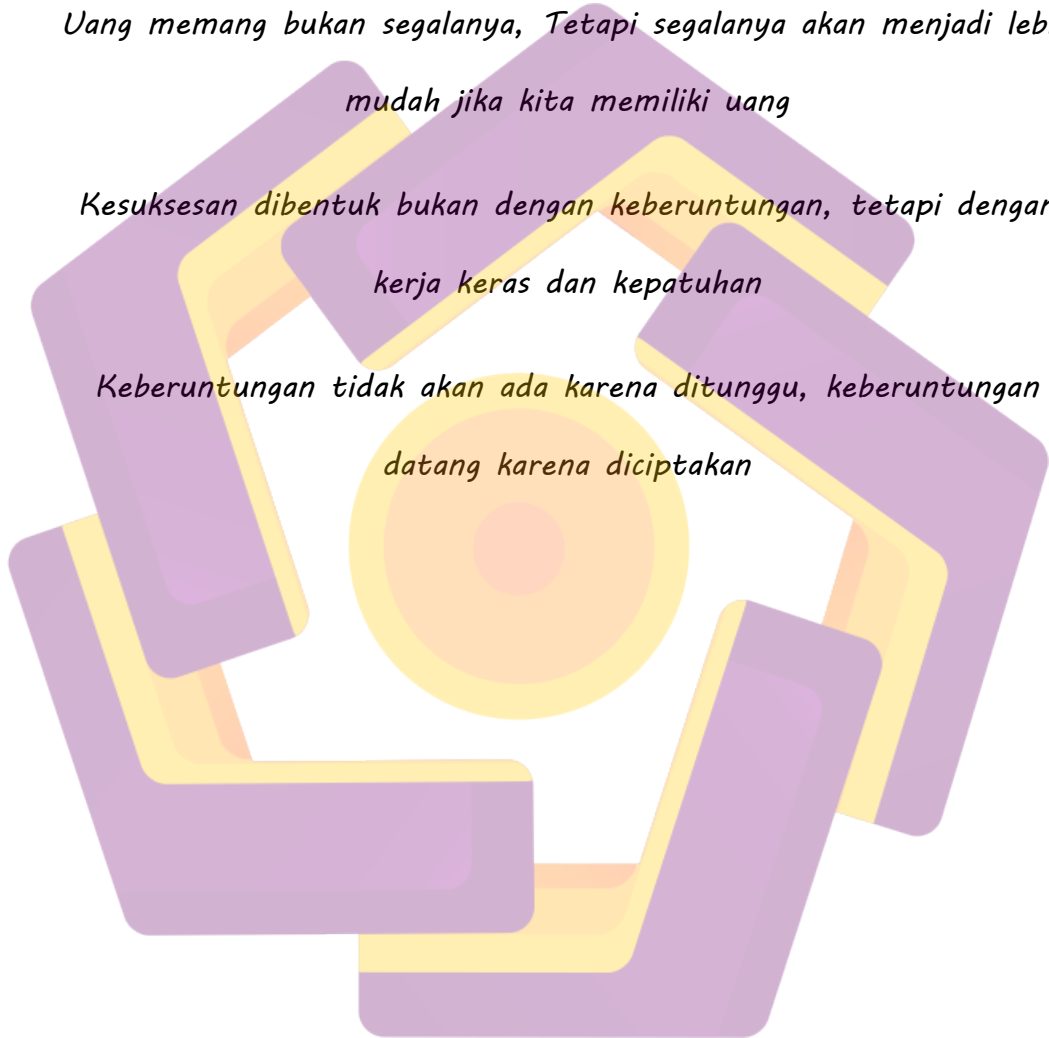 Uang memang bukan segalanya, Tetapi segalanya akan menjadi leb
mudah jika kita memiliki uang
Kesuksesan dibentuk bukan dengan keberuntungan, tetapi dengan
kerja keras dan kepatuhan
Keberuntungan tidak akan ada karena ditunggu, keberuntungan
datang karena diciptakan